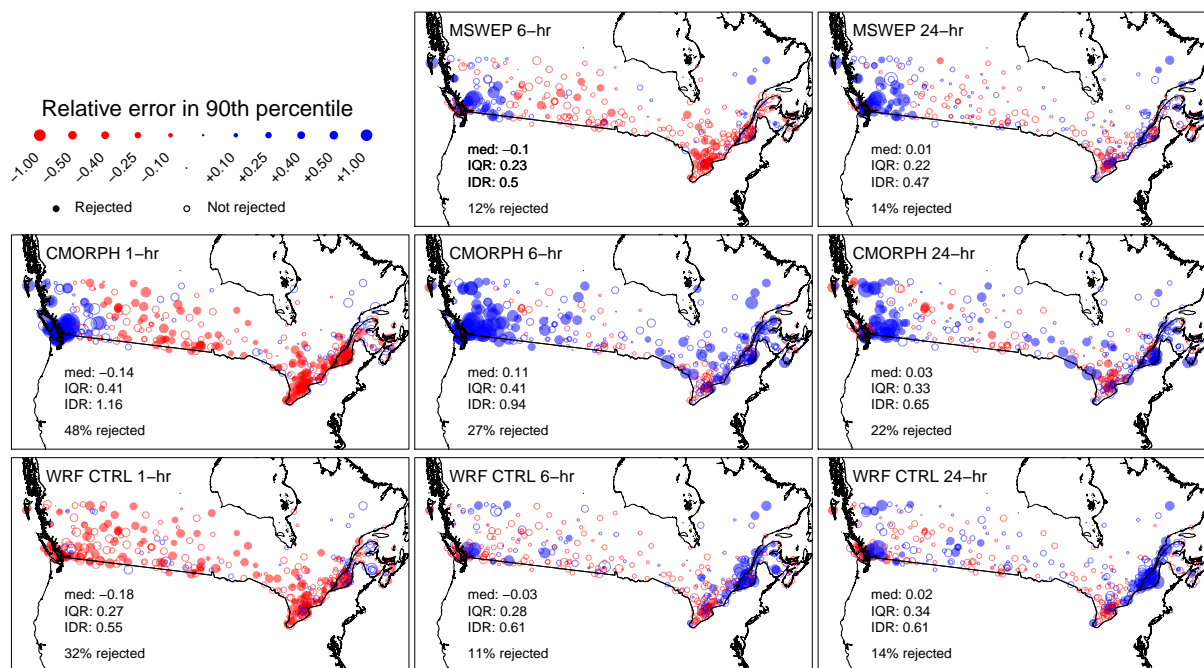 Relative error in 90th percentile
−1.00
−0.50
−0.40
−0.25
−0.10
.
+0.10
+0.25
+0.40
+0.50
+1.00
Rejected
Not rejected
MSWEP 6−hr
med: −0.1
IQR: 0.23
IDR: 0.5
12% rejected
MSWEP 24−hr
med: 0.01
IQR: 0.22
IDR: 0.47
14% rejected
CMORPH 1−hr
med: −0.14
IQR: 0.41
IDR: 1.16
48% rejected
CMORPH 6−hr
med: 0.11
IQR: 0.41
IDR: 0.94
27% rejected
CMORPH 24−hr
med: 0.03
IQR: 0.33
IDR: 0.65
22% rejected
WRF CTRL 1−hr
med: −0.18
IQR: 0.27
IDR: 0.55
32% rejected
WRF CTRL 6−hr
med: −0.03
IQR: 0.28
IDR: 0.61
11% rejected
WRF CTRL 24−hr
med: 0.02
IQR: 0.34
IDR: 0.61
14% rejected